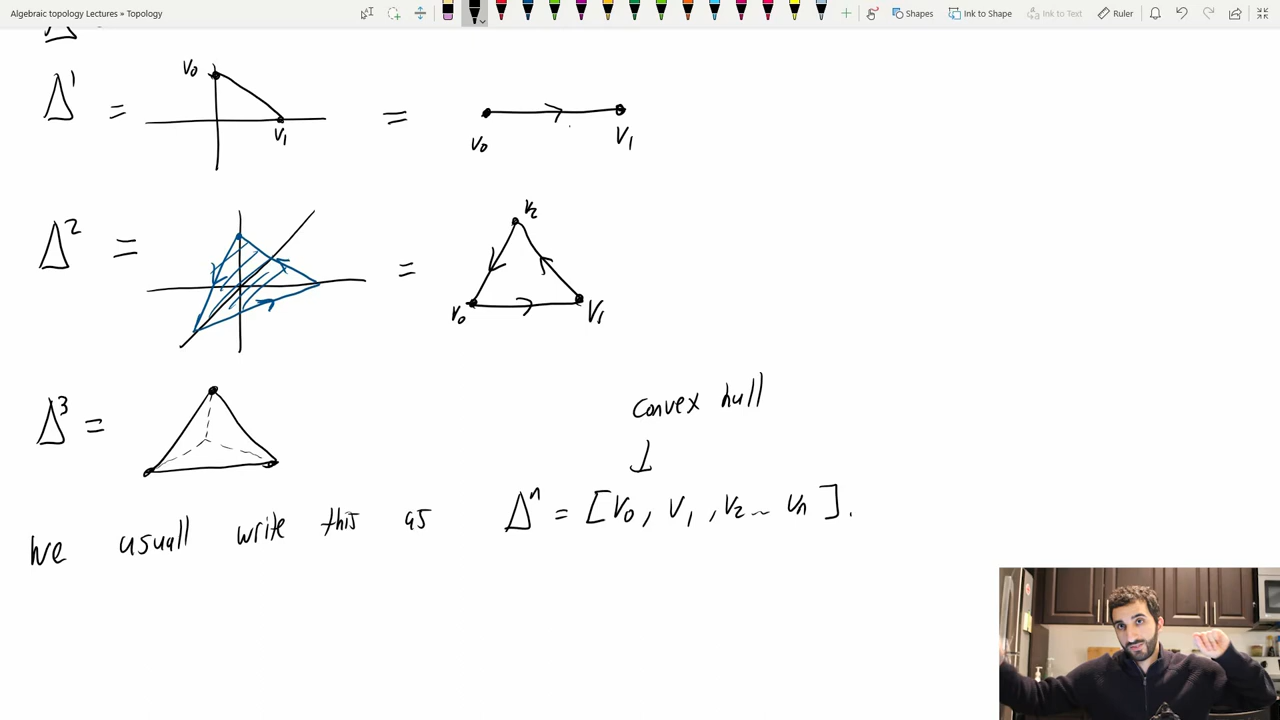 Algebraic topology Lectures » Topology
Shapes
Ink to Shape
Ink to Text
Ruler
Δ
Δ¹ =
v₀
v₁
=
v₀
v₁
Δ² =
=
v₂
v₀
v₁
Δ³ =
convex hull
↓
we usuall write this as Δⁿ = [v₀, v₁, v₂ ~ vₙ].